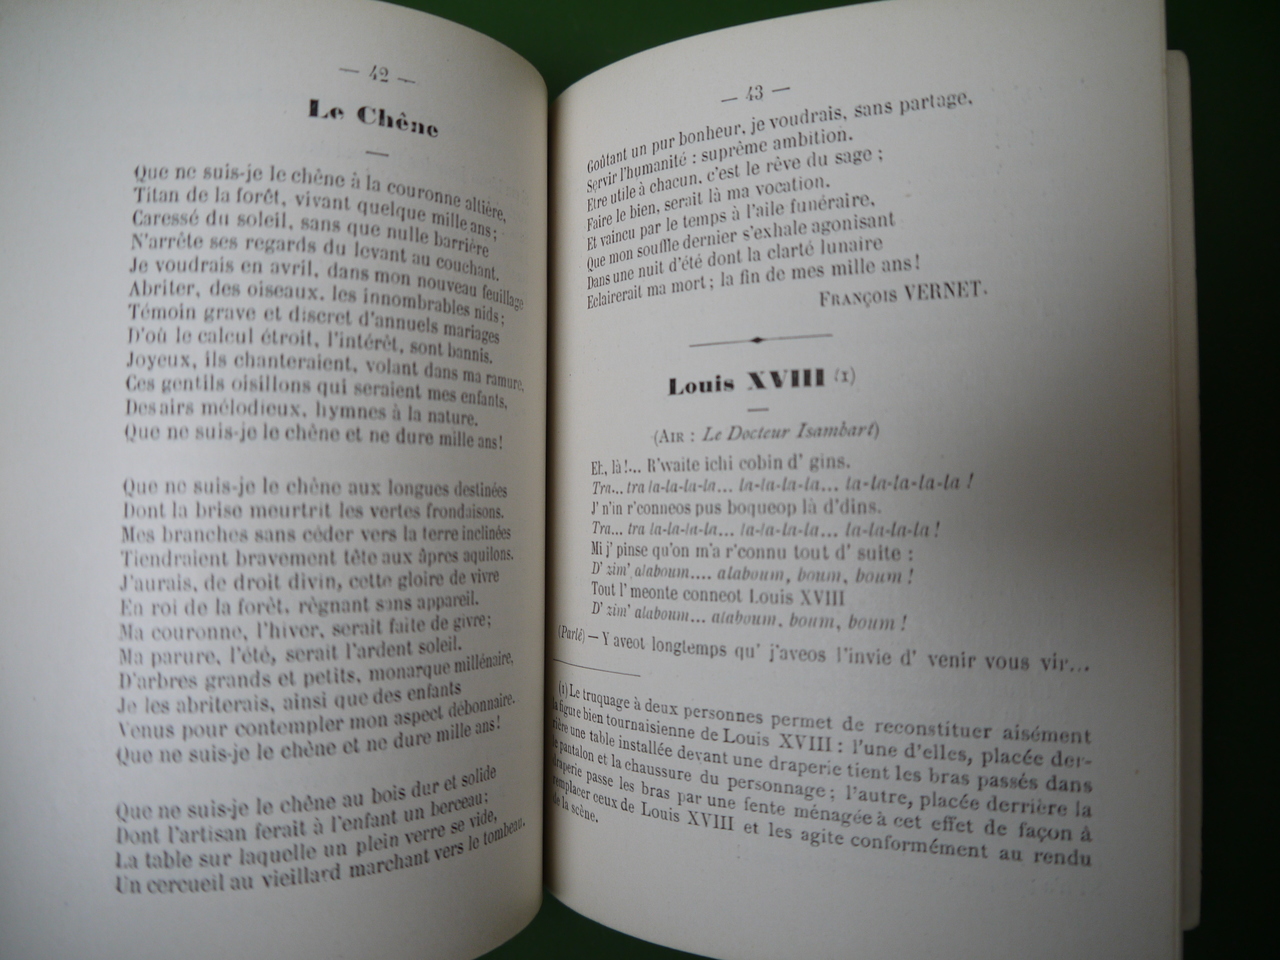 — 42 —
Le Chêne
Que ne suis-je le chêne à la couronne altière,
Titan de la forêt, vivant quelque mille ans ;
Caressé du soleil, sans que nulle barrière
N'arrête ses regards du levant au couchant.
Je voudrais en avril, dans mon nouveau feuillage
Abriter, des oiseaux, les innombrables nids ;
Témoin grave et discret d'annuels mariages
D'où le calcul étroit, l'intérêt, sont bannis.
Joyeux, ils chanteraient, volant dans ma ramure,
Ces gentils oisillons qui seraient mes enfants,
Des airs mélodieux, hymnes à la nature.
Que ne suis-je le chêne et ne dure mille ans !
Que ne suis-je le chêne aux longues destinées
Dont la brise meurtrit les vertes frondaisons.
Mes branches sans céder vers la terre inclinées
Tiendraient bravement tête aux âpres aquilons.
J'aurais, de droit divin, cette gloire de vivre
En roi de la forêt, règnant sans appareil.
Ma couronne, l'hiver, serait faite de givre ;
Ma parure, l'été, serait l'ardent soleil.
D'arbres grands et petits, monarque millénaire,
Je les abriterais, ainsi que des enfants
Venus pour contempler mon aspect débonnaire.
Que ne suis-je le chêne et ne dure mille ans !
Que ne suis-je le chêne au bois dur et solide
Dont l'artisan ferait à l'enfant un berceau ;
La table sur laquelle un plein verre se vide,
Un cercueil au vieillard marchant vers le tombeau.
— 43 —
Goûtant un pur bonheur, je voudrais, sans partage,
Servir l'humanité : suprême ambition.
Etre utile à chacun, c'est le rêve du sage ;
Faire le bien, serait là ma vocation.
Et vaincu par le temps à l'aile funéraire,
Que mon souffle dernier s'exhale agonisant
Dans une nuit d'été dont la clarté lunaire
Eclairerait ma mort ; la fin de mes mille ans !
FRANÇOIS VERNET.
Louis XVIII (1)
(AIR : Le Docteur Isambart)
Et, là !... R'waite ichi cobin d' gins.
Tra... tra la-la-la-la... la-la-la-la... la-la-la-la-la !
J' n'in r'conneos pus boqueop là d'dins.
Tra... tra la-la-la-la... la-la-la-la... la-la-la-la !
Mi j' pinse qu'on m'a r'connu tout d' suite :
D' zim' alaboum.... alaboum, boum, boum !
Tout l' meonte conneot Louis XVIII
D' zim' alaboum... alaboum, boum, boum !
(Parlé) — Y aveot longtemps qu' j'aveos l'invie d' venir vous vir...
(1) Le truquage à deux personnes permet de reconstituer aisément
la figure bien tournaisienne de Louis XVIII : l'une d'elles, placée der-
rière une table installée devant une draperie tient les bras passés dans
le pantalon et la chaussure du personnage ; l'autre, placée derrière la
draperie passe les bras par une fente ménagée à cet effet de façon à
remplacer ceux de Louis XVIII et les agite conformément au rendu
de la scène.